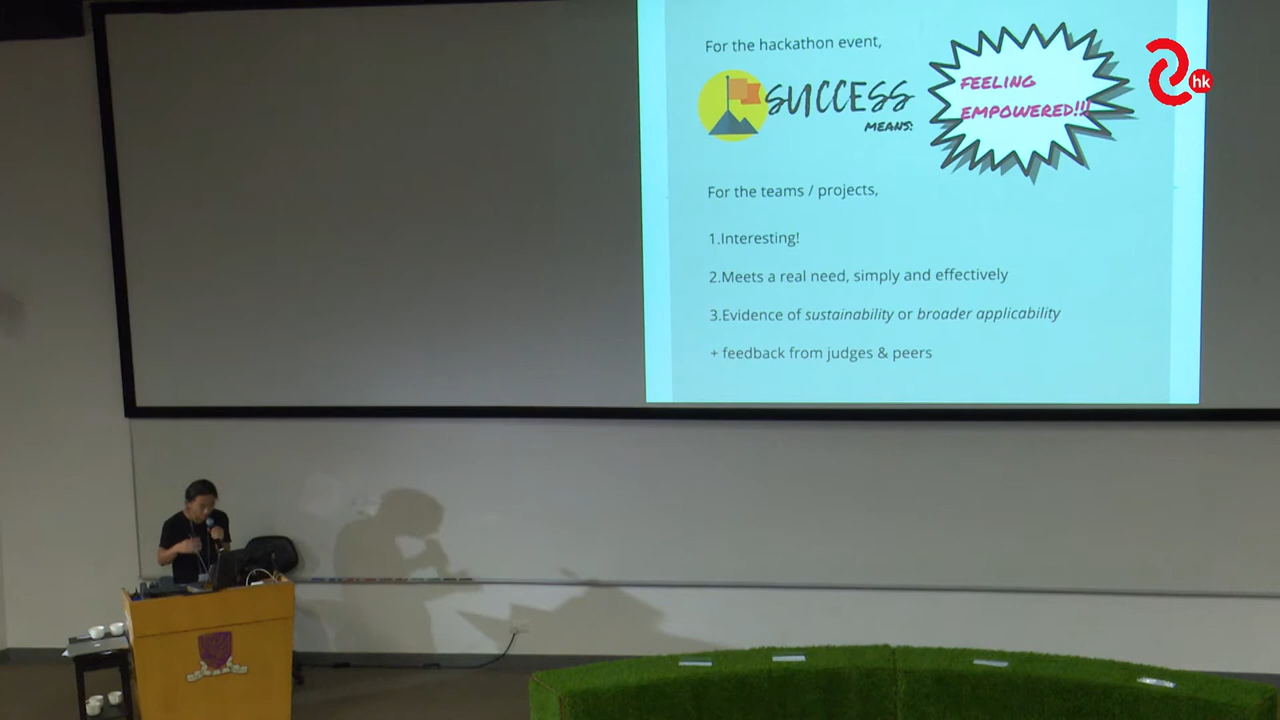 For the hackathon event,
SUCCESS
MEANS:
FEELING
EMPOWERED!!!
hk
For the teams / projects,
1.Interesting!
2.Meets a real need, simply and effectively
3.Evidence of sustainability or broader applicability
+ feedback from judges & peers